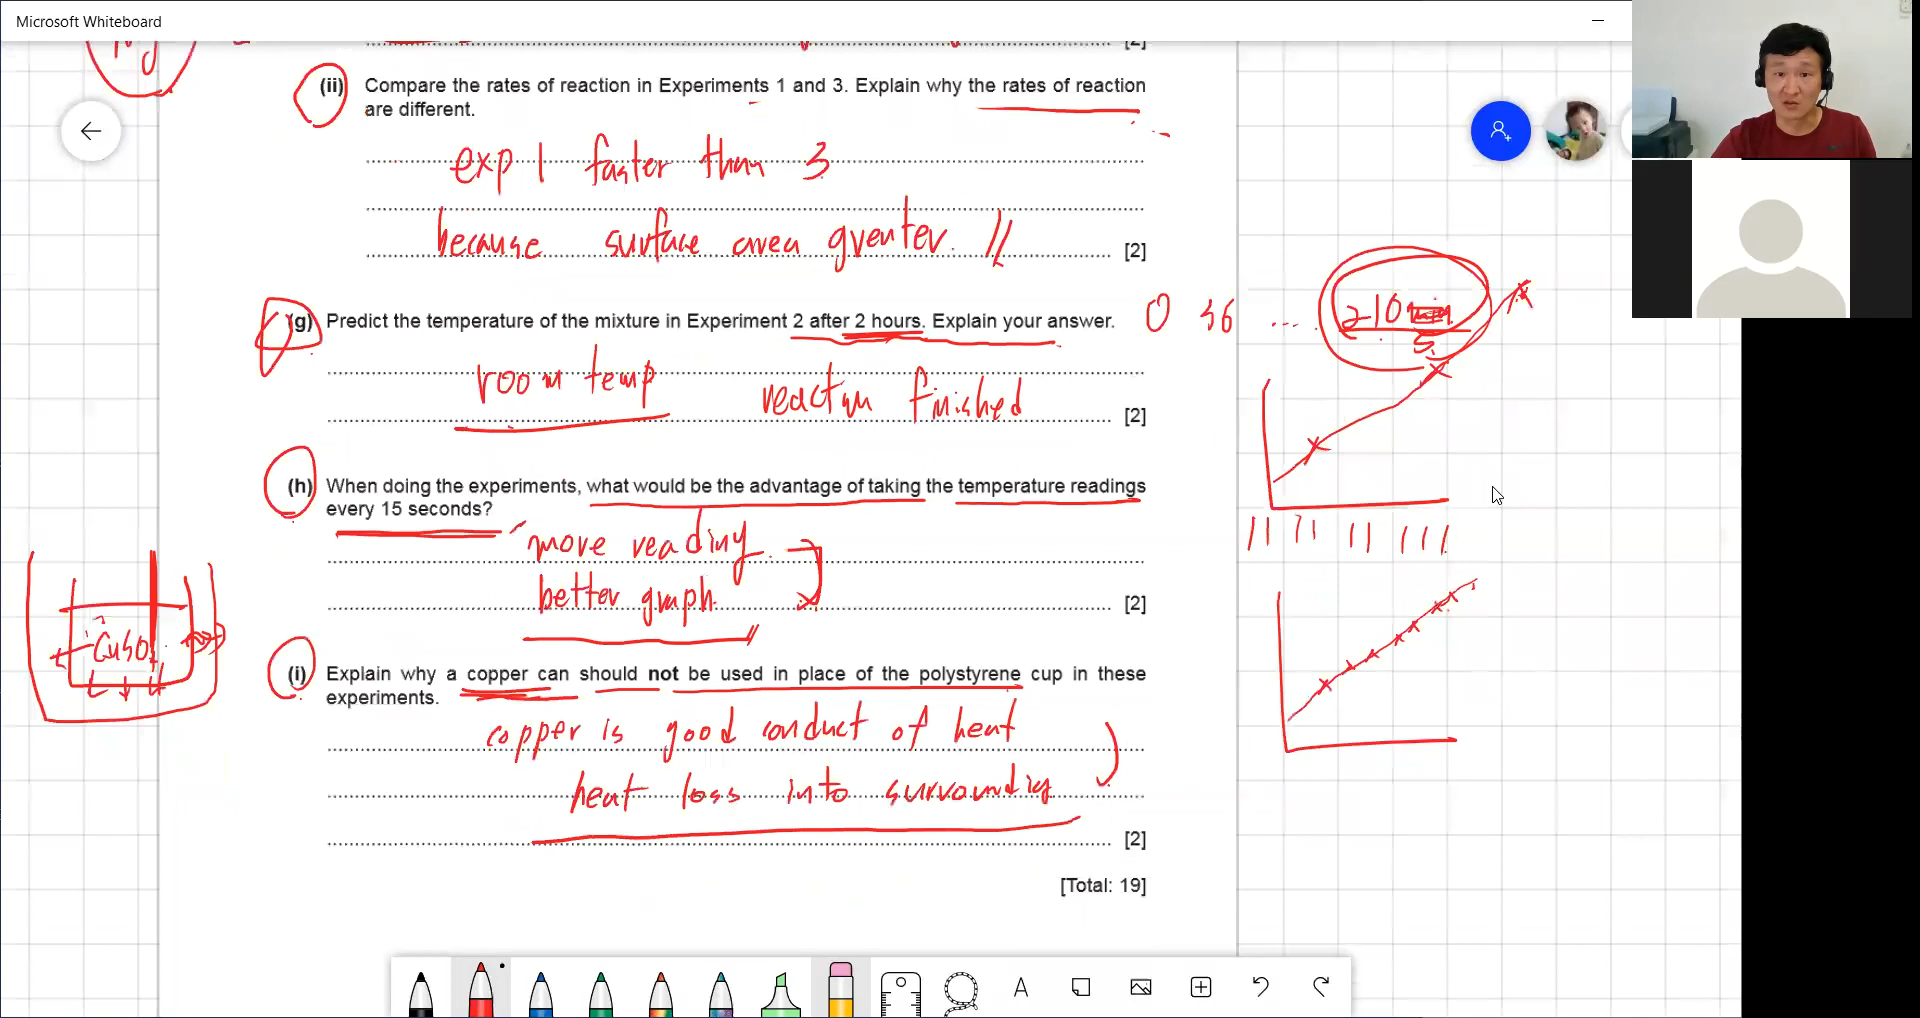 Microsoft Whiteboard
[2]
(ii) Compare the rates of reaction in Experiments 1 and 3. Explain why the rates of reaction
are different.
exp 1 faster than 3
because surface area greater. [2]
(g) Predict the temperature of the mixture in Experiment 2 after 2 hours. Explain your answer.
0 36 ... 210 min
room temp reaction finished
[2]
(h) When doing the experiments, what would be the advantage of taking the temperature readings
every 15 seconds?
more reading
better graph. [2]
CuSO4
(i) Explain why a copper can should not be used in place of the polystyrene cup in these
experiments.
copper is good conduct of heat
heat loss into surroundings
[2]
[Total: 19]